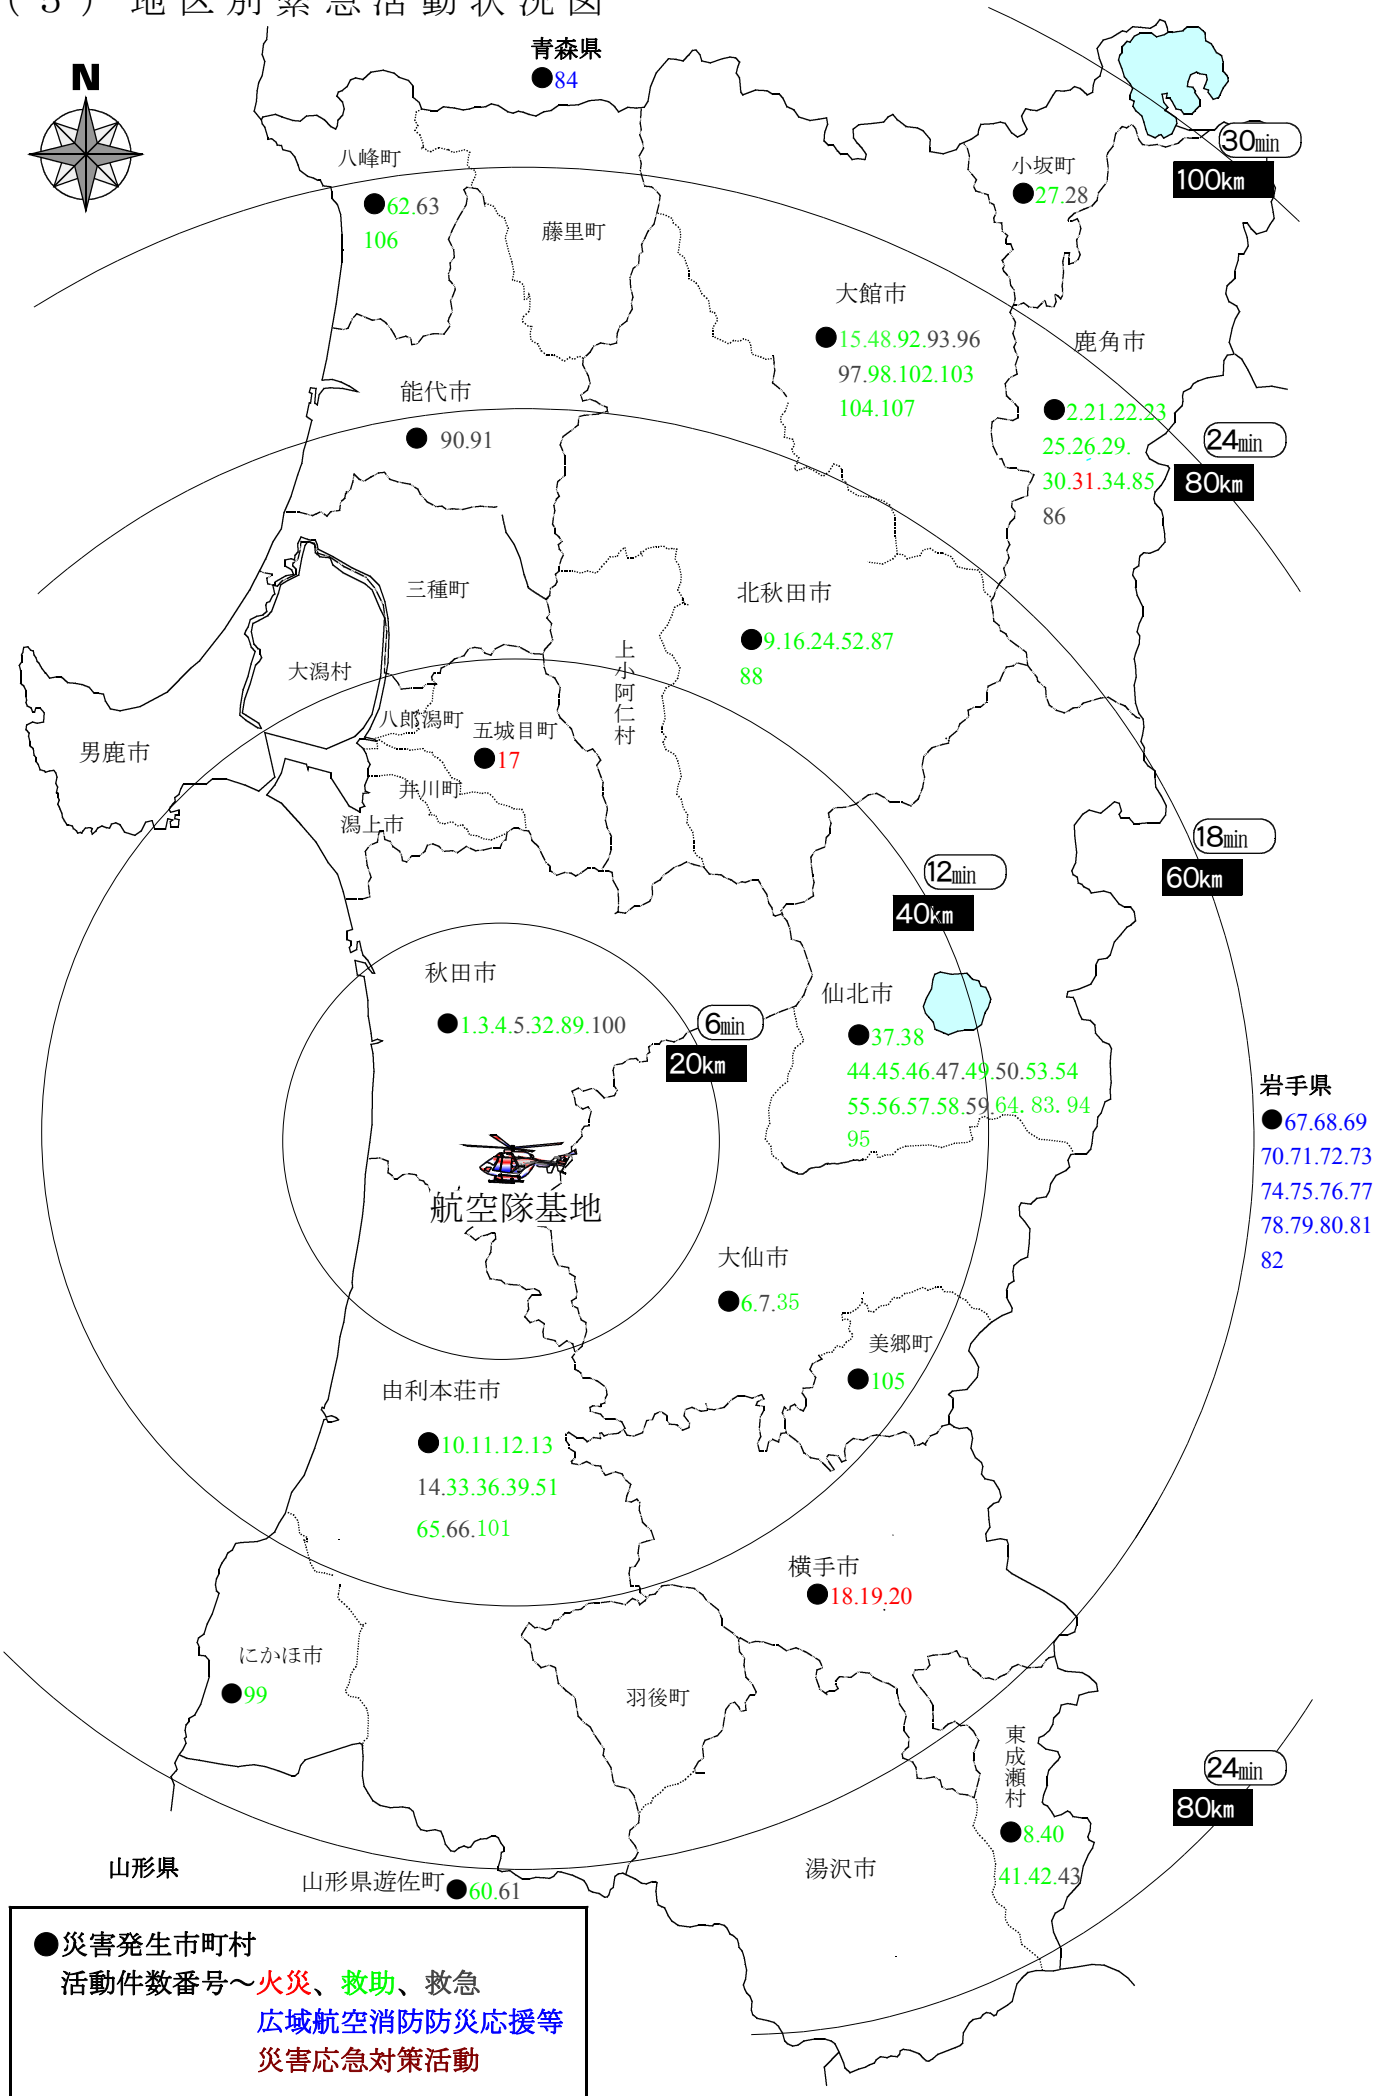 (5)地区別緊急活動状況図
N
青森県
84
八峰町
62.63
106
藤里町
小坂町
27.28
30min
100km
大館市
15.48.92.93.96
97.98.102.103
104.107
鹿角市
2.21.22.23
25.26.29.
30.31.34.85
86
24min
80km
能代市
90.91
三種町
大潟村
男鹿市
八郎潟町
五城目町
17
井川町
潟上市
上小阿仁村
北秋田市
9.16.24.52.87
88
18min
60km
12min
40km
秋田市
1.3.4.5.32.89.100
6min
20km
仙北市
37.38
44.45.46.47.49.50.53.54
55.56.57.58.59.64.83.94
95
岩手県
67.68.69
70.71.72.73
74.75.76.77
78.79.80.81
82
航空隊基地
大仙市
6.7.35
美郷町
105
由利本荘市
10.11.12.13
14.33.36.39.51
65.66.101
横手市
18.19.20
にかほ市
99
羽後町
東成瀬村
8.40
41.42.43
24min
80km
湯沢市
山形県
山形県遊佐町
60.61
●災害発生市町村
活動件数番号～火災、救助、救急
広域航空消防防災応援等
災害応急対策活動